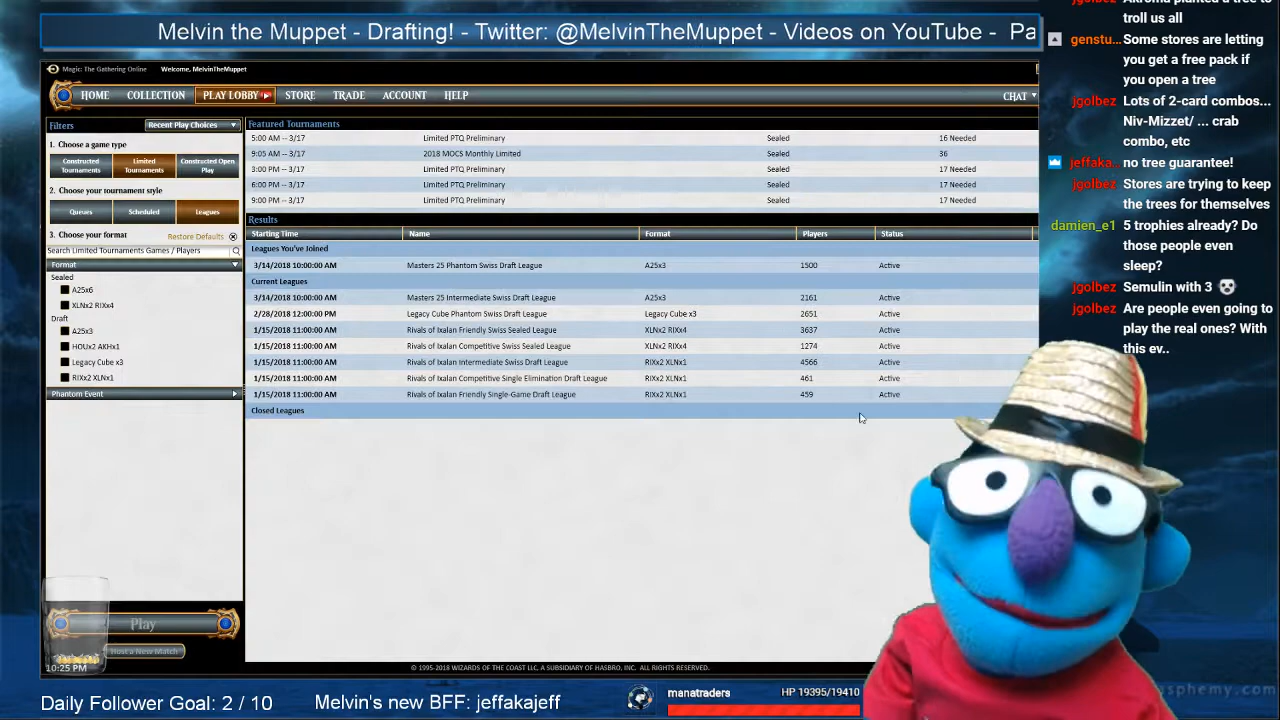 Melvin the Muppet - Drafting! - Twitter: @MelvinTheMuppet - Videos on YouTube - Pa
Magic: The Gathering Online Welcome, MelvinTheMuppet
HOME COLLECTION PLAY LOBBY STORE TRADE ACCOUNT HELP CHAT
Filters Recent Play Choices
1. Choose a game type
Constructed Tournaments Limited Tournaments Constructed Open Play
2. Choose your tournament style
Queues Scheduled Leagues
3. Choose your format Restore Defaults
Search Limited Tournaments Games / Players
Format
Sealed
A25x6
XLNx2 RIXx4
Draft
A25x3
HOUx2 AKHx1
Legacy Cube x3
RIXx2 XLNx1
Phantom Event
Play
Host a New Match
10:25 PM
Featured Tournaments
5:00 AM -- 3/17 Limited PTQ Preliminary Sealed 16 Needed
9:05 AM -- 3/17 2018 MOCS Monthly Limited Sealed 36
3:00 PM -- 3/17 Limited PTQ Preliminary Sealed 17 Needed
6:00 PM -- 3/17 Limited PTQ Preliminary Sealed 17 Needed
9:00 PM -- 3/17 Limited PTQ Preliminary Sealed 17 Needed
Results
Starting Time Name Format Players Status
Leagues You've Joined
3/14/2018 10:00:00 AM Masters 25 Phantom Swiss Draft League A25x3 1500 Active
Current Leagues
3/14/2018 10:00:00 AM Masters 25 Intermediate Swiss Draft League A25x3 2161 Active
2/28/2018 12:00:00 PM Legacy Cube Phantom Swiss Draft League Legacy Cube x3 2651 Active
1/15/2018 11:00:00 AM Rivals of Ixalan Friendly Swiss Sealed League XLNx2 RIXx4 3637 Active
1/15/2018 11:00:00 AM Rivals of Ixalan Competitive Swiss Sealed League XLNx2 RIXx4 1274 Active
1/15/2018 11:00:00 AM Rivals of Ixalan Intermediate Swiss Draft League RIXx2 XLNx1 4566 Active
1/15/2018 11:00:00 AM Rivals of Ixalan Competitive Single Elimination Draft League RIXx2 XLNx1 461 Active
1/15/2018 11:00:00 AM Rivals of Ixalan Friendly Single-Game Draft League RIXx2 XLNx1 459 Active
Closed Leagues
© 1995-2018 WIZARDS OF THE COAST LLC, A SUBSIDIARY OF HASBRO, INC. ALL RIGHTS RESERVED.
jgolbez Akroma planted a tree to
troll us all
genstu... Some stores are letting
you get a free pack if
you open a tree
jgolbez Lots of 2-card combos...
Niv-Mizzet/ ... crab
combo, etc
jeffaka... no tree guarantee!
jgolbez Stores are trying to keep
the trees for themselves
damien_e1 5 trophies already? Do
those people even
sleep?
jgolbez Semulin with 3 💀
jgolbez Are people even going to
play the real ones? With
this ev..
Daily Follower Goal: 2 / 10 Melvin's new BFF: jeffakajeff
manatraders HP 19395/19410
asphemy.com